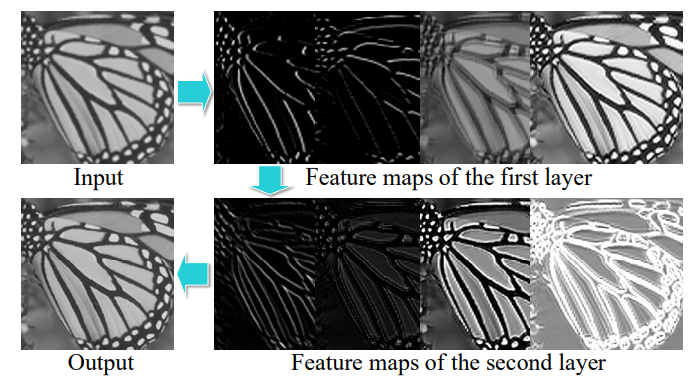 Input
Feature maps of the first layer
Output
Feature maps of the second layer